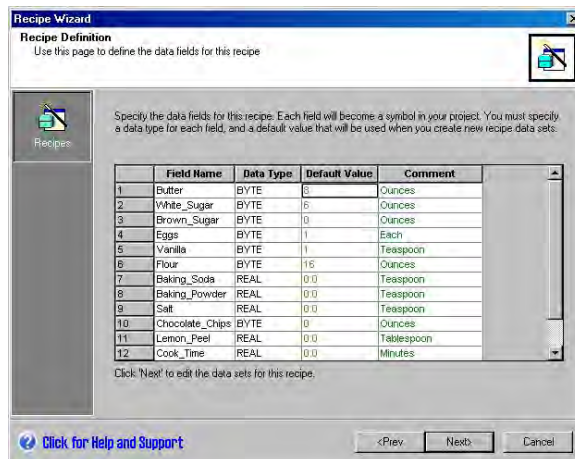 Recipe Wizard
Recipe Definition
Use this page to define the data fields for this recipe
Recipes
Specify the data fields for this recipe. Each field will become a symbol in your project. You must specify
a data type for each field, and a default value that will be used when you create new recipe data sets.
Field Name Data Type Default Value Comment
1 Butter BYTE 8 Ounces
2 White_Sugar BYTE 6 Ounces
3 Brown_Sugar BYTE 0 Ounces
4 Eggs BYTE 1 Each
5 Vanilla BYTE 1 Teaspoon
6 Flour BYTE 16 Ounces
7 Baking_Soda REAL 0.0 Teaspoon
8 Baking_Powder REAL 0.0 Teaspoon
9 Salt REAL 0.0 Teaspoon
10 Chocolate_Chips BYTE 0 Ounces
11 Lemon_Peel REAL 0.0 Tablespoon
12 Cook_Time REAL 0.0 Minutes
Click 'Next' to edit the data sets for this recipe.
Click for Help and Support
<Prev Next> Cancel